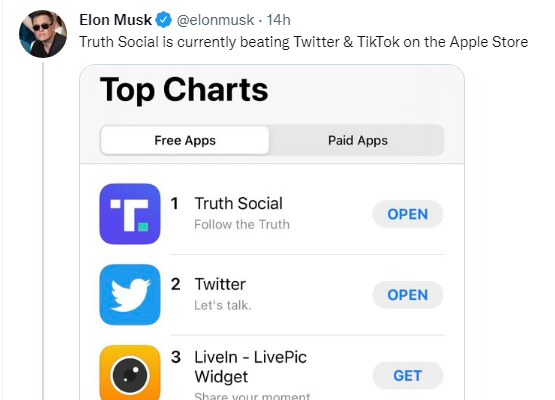 Elon Musk @elonmusk · 14h
Truth Social is currently beating Twitter & TikTok on the Apple Store
Top Charts
Free Apps Paid Apps
1 Truth Social OPEN
Follow the Truth
2 Twitter OPEN
Let's talk.
3 LiveIn - LivePic
Widget GET
Share your moment